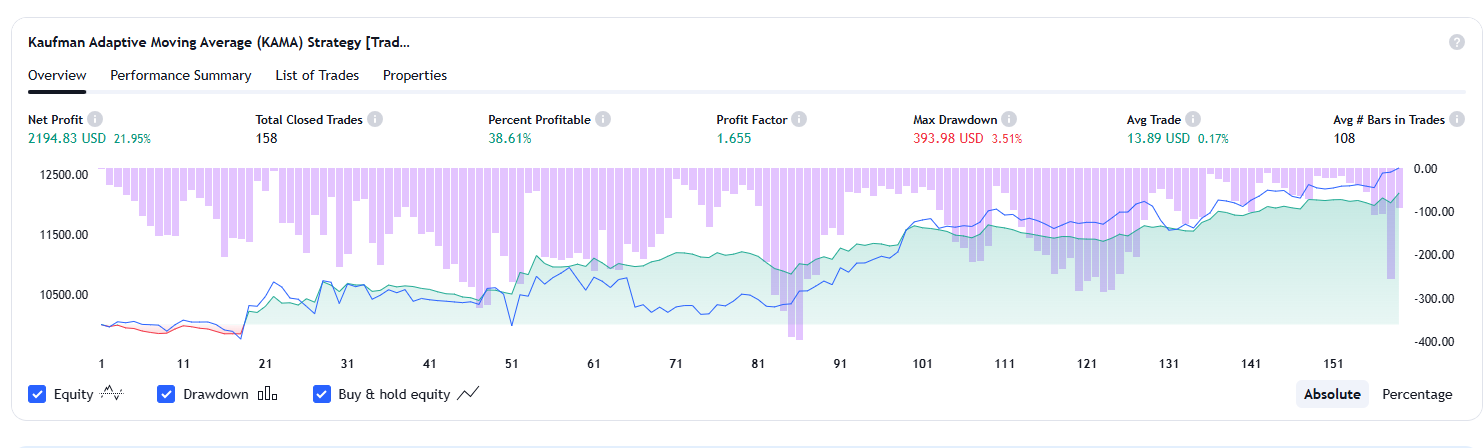 Kaufman Adaptive Moving Average (KAMA) Strategy [Trad...
?
Overview Performance Summary List of Trades Properties
Net Profit i Total Closed Trades i Percent Profitable i Profit Factor i Max Drawdown i Avg Trade i Avg # Bars in Trades i
2194.83 USD 21.95% 158 38.61% 1.655 393.98 USD 3.51% 13.89 USD 0.17% 108
12500.00 0.00
-100.00
11500.00
-200.00
10500.00 -300.00
-400.00
1 11 21 31 41 51 61 71 81 91 101 111 121 131 141 151
Equity Drawdown Buy & hold equity Absolute Percentage